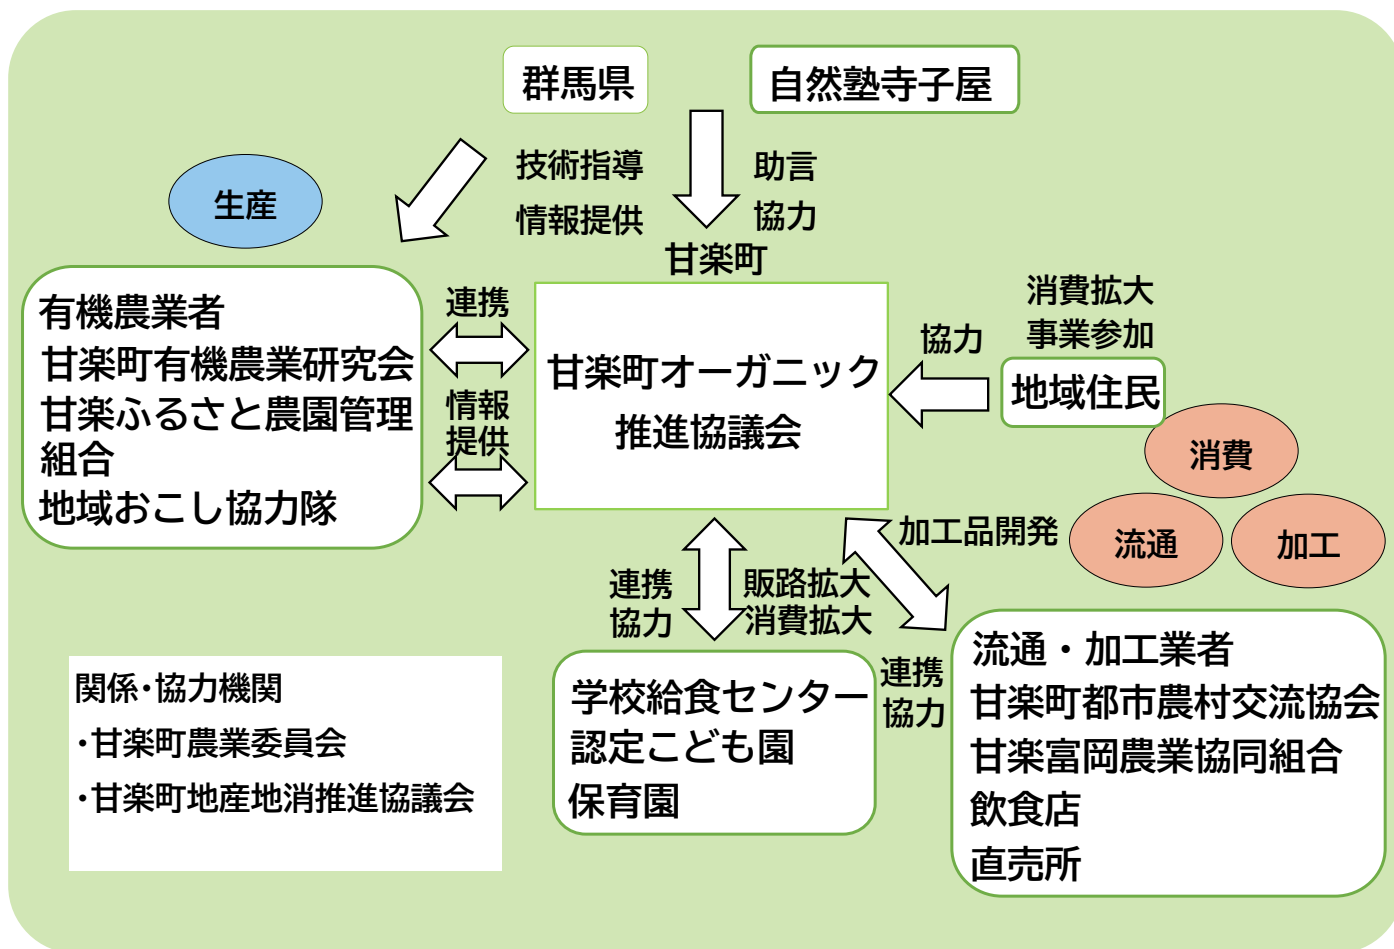 群馬県
自然塾寺子屋
技術指導
情報提供
助言
協力
生産
甘楽町
有機農業者
甘楽町有機農業研究会
甘楽ふるさと農園管理
組合
地域おこし協力隊
連携
情報
提供
甘楽町オーガニック
推進協議会
協力
消費拡大
事業参加
地域住民
消費
流通
加工
加工品開発
連携
協力
販路拡大
消費拡大
連携
協力
関係・協力機関
・甘楽町農業委員会
・甘楽町地産地消推進協議会
学校給食センター
認定こども園
保育園
流通・加工業者
甘楽町都市農村交流協会
甘楽富岡農業協同組合
飲食店
直売所